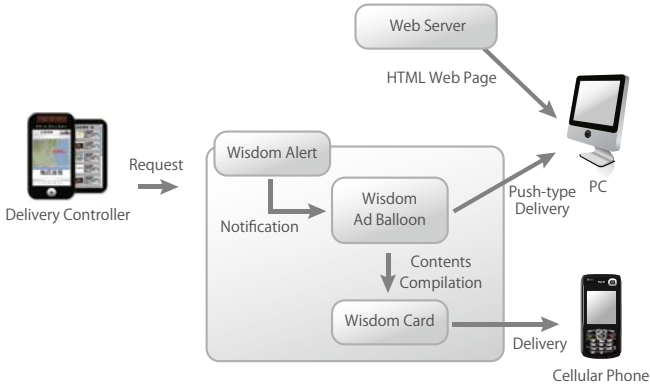 Web Server
HTML Web Page
Wisdom Alert
Request
Delivery Controller
Notification
Wisdom
Ad Balloon
Push-type
Delivery
PC
Contents
Compilation
Wisdom Card
Delivery
Cellular Phone